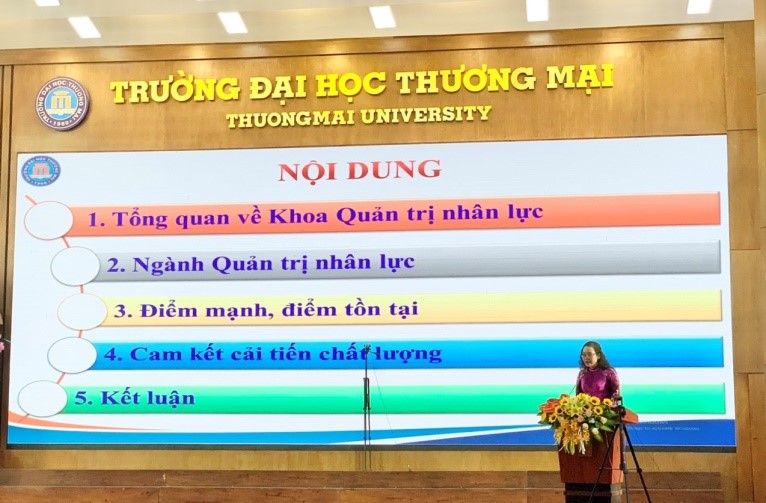 TRƯỜNG ĐẠI HỌC THƯƠNG MẠI
THUONGMAI UNIVERSITY
NỘI DUNG
1. Tổng quan về Khoa Quản trị nhân lực
2. Ngành Quản trị nhân lực
3. Điểm mạnh, điểm tồn tại
4. Cam kết cải tiến chất lượng
5. Kết luận